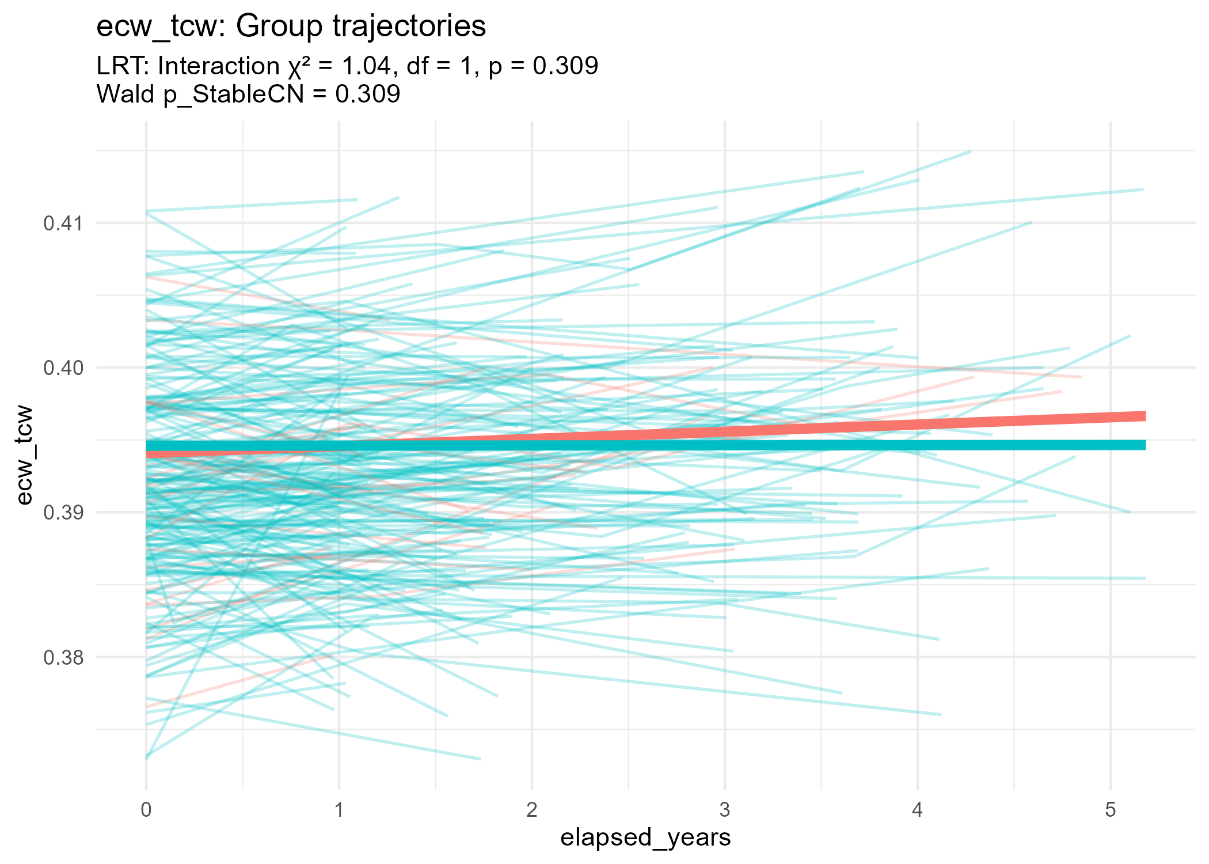 ecw_tcw: Group trajectories
LRT: Interaction χ² = 1.04, df = 1, p = 0.309
Wald p_StableCN = 0.309
ecw_tcw
0.41
0.40
0.39
0.38
0 1 2 3 4 5
elapsed_years